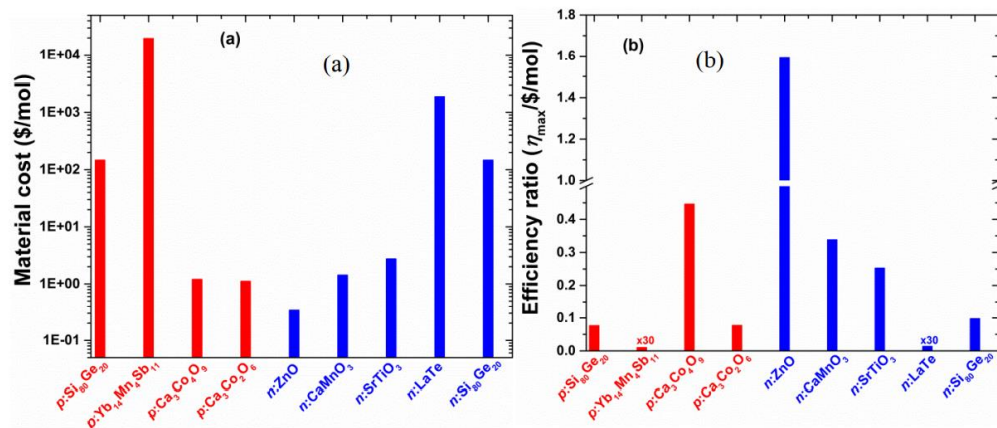 (a)
(a)
Material cost ($/mol)
1E+04
1E+03
1E+02
1E+01
1E+00
1E-01
p:Si₈₀Ge₂₀
p:Yb₁₄Mn₄Sb₁₁
p:Ca₃Co₄O₉
p:Ca₃Co₂O₆
n:ZnO
n:CaMnO₃
n:SrTiO₃
n:LaTe
n:Si₈₀Ge₂₀
(b)
(b)
Efficiency ratio (ηmax/$/mol)
1.8
1.6
1.4
1.2
1.0
0.4
0.3
0.2
0.1
0.0
x30
x30
p:Si₈₀Ge₂₀
p:Yb₁₄Mn₄Sb₁₁
p:Ca₃Co₄O₉
p:Ca₃Co₂O₆
n:ZnO
n:CaMnO₃
n:SrTiO₃
n:LaTe
n:Si₈₀Ge₂₀